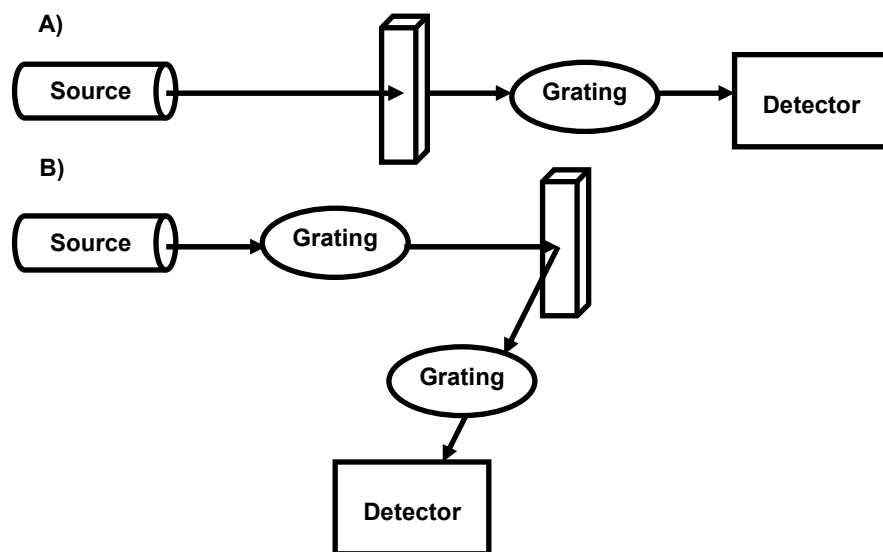 A)
Source
Grating
Detector
B)
Source
Grating
Grating
Detector